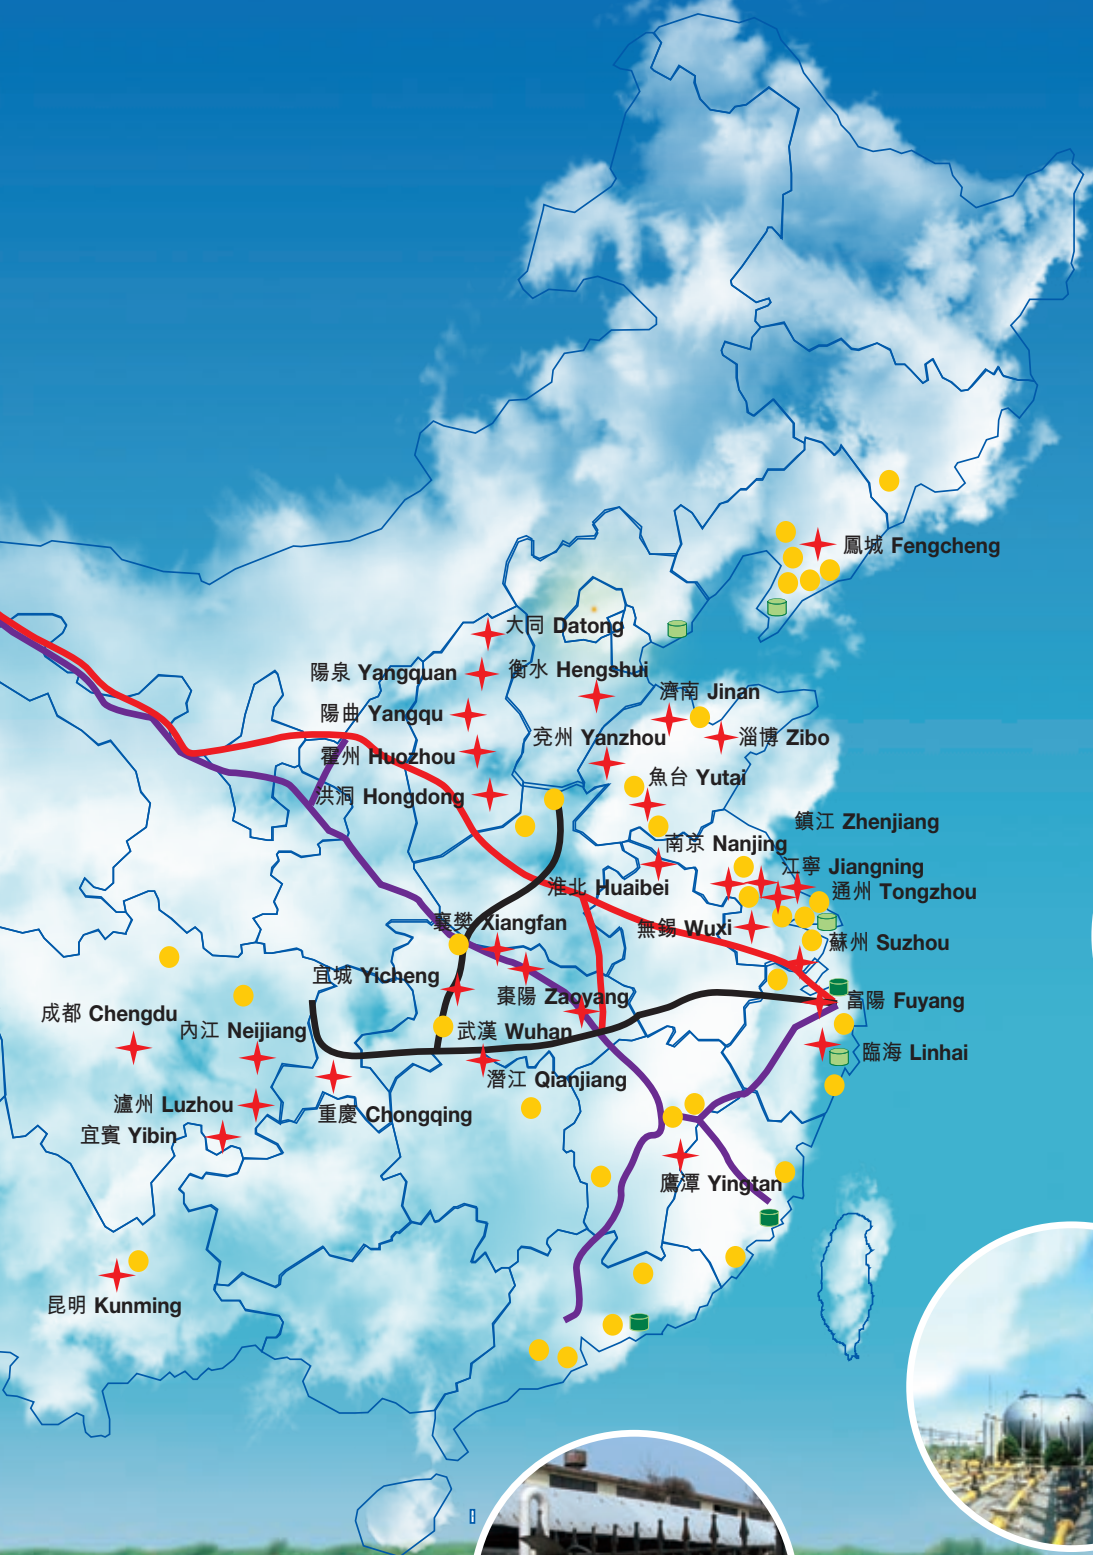 鳳城 Fengcheng
大同 Datong
陽泉 Yangquan
衡水 Hengshui
濟南 Jinan
陽曲 Yangqu
兗州 Yanzhou
淄博 Zibo
霍州 Huozhou
魚台 Yutai
洪洞 Hongdong
鎮江 Zhenjiang
南京 Nanjing
江寧 Jiangning
淮北 Huaibei
通州 Tongzhou
襄樊 Xiangfan
無錫 Wuxi
蘇州 Suzhou
宜城 Yicheng
棗陽 Zaoyang
富陽 Fuyang
成都 Chengdu
內江 Neijiang
武漢 Wuhan
臨海 Linhai
潛江 Qianjiang
瀘州 Luzhou
重慶 Chongqing
宜賓 Yibin
鷹潭 Yingtan
昆明 Kunming